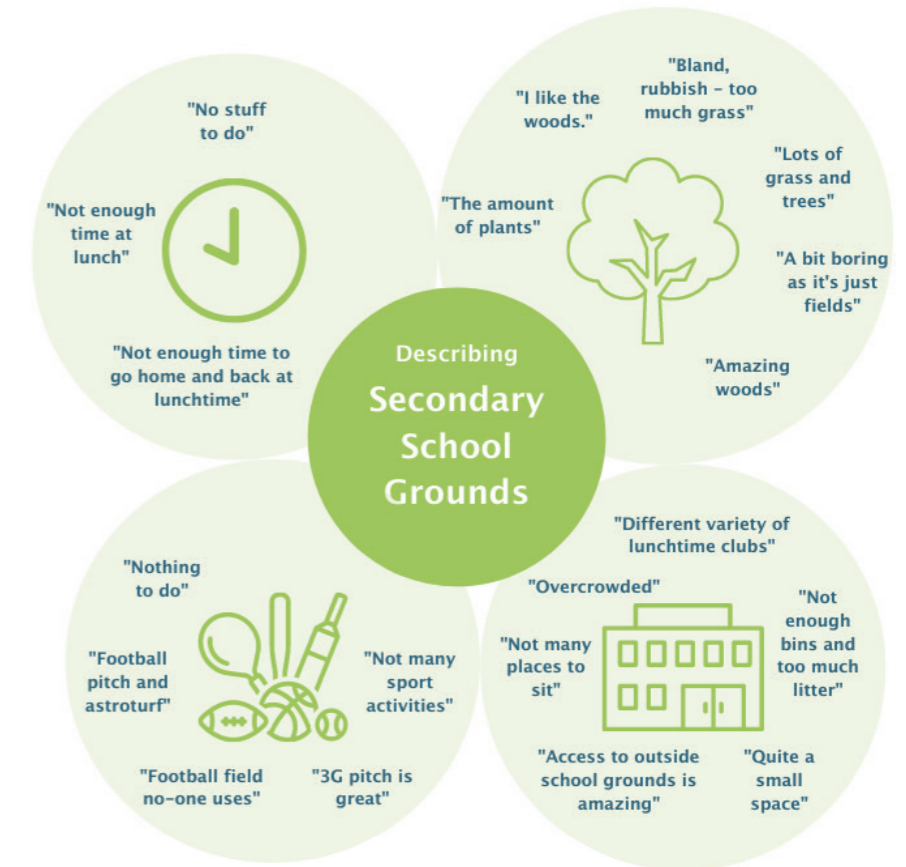 "No stuff
to do"
"Not enough
time at
lunch"
"Not enough time to
go home and back at
lunchtime"
"I like the
woods."
"Bland,
rubbish – too
much grass"
"Lots of
grass and
trees"
"The amount
of plants"
"A bit boring
as it's just
fields"
"Amazing
woods"
Describing
Secondary
School
Grounds
"Nothing
to do"
"Football
pitch and
astroturf"
"Not many
sport
activities"
"Football field
no-one uses"
"3G pitch is
great"
"Different variety of
lunchtime clubs"
"Overcrowded"
"Not
enough
bins and
too much
litter"
"Not many
places to
sit"
"Access to outside
school grounds is
amazing"
"Quite a
small
space"